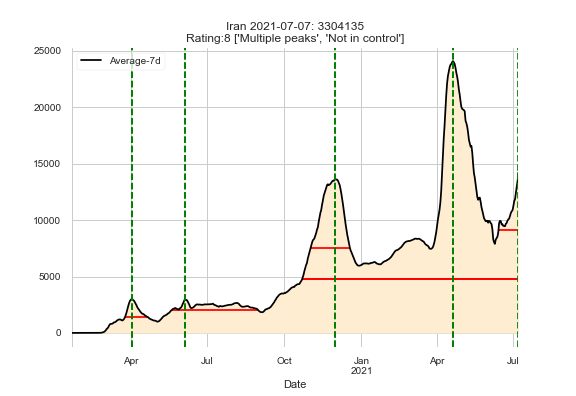 Iran 2021-07-07: 3304135
Rating:8 ['Multiple peaks', 'Not in control']
25000
Average-7d
20000
15000
10000
5000
0
Apr Jul Oct Jan Apr Jul
2021
Date